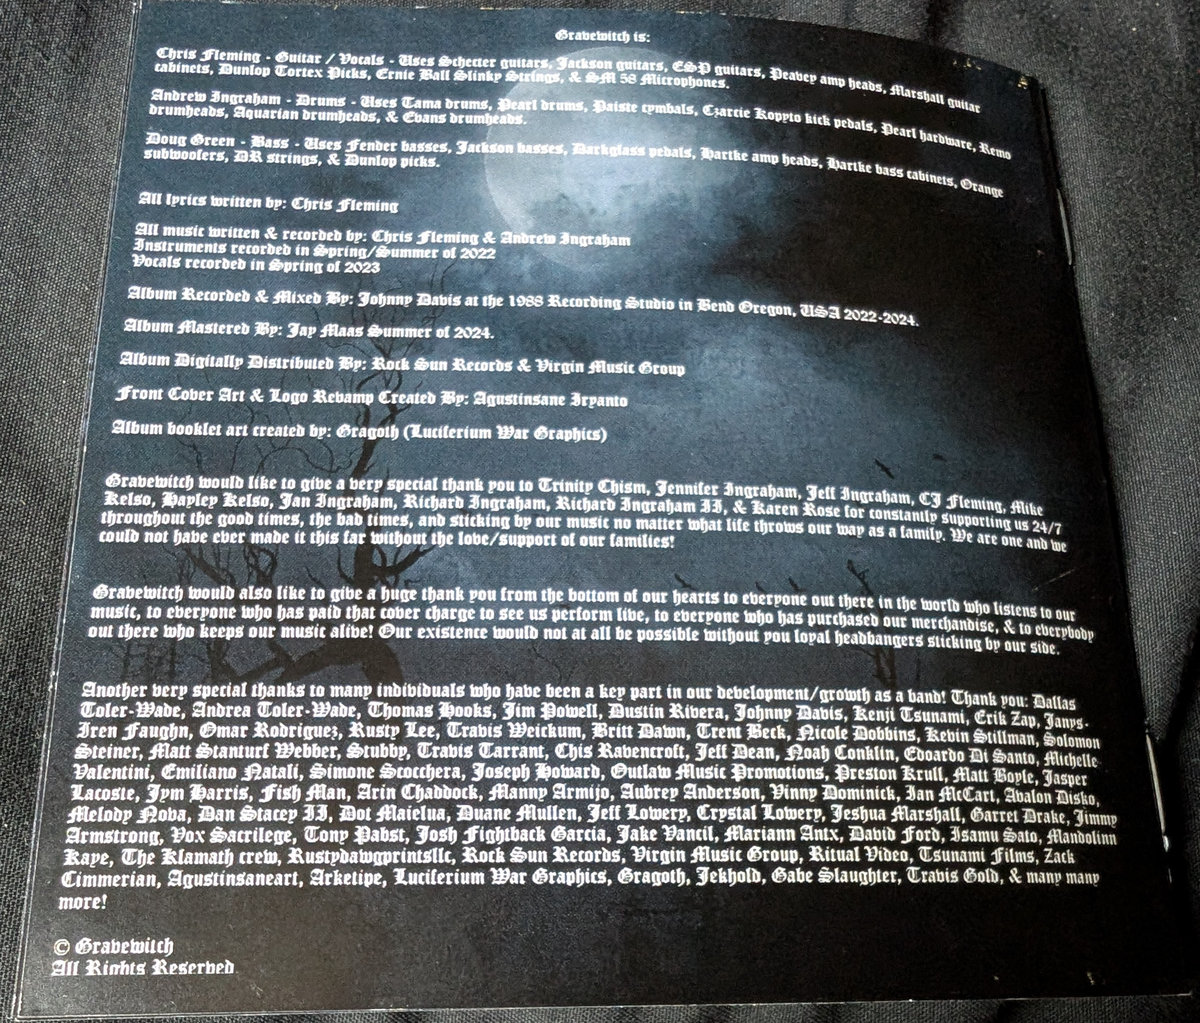 Gravewitch is:
Chris Fleming - Guitar / Vocals - Uses Schecter guitars, Jackson guitars, ESP guitars, Peavey amp heads, Marshall guitar
cabinets, Dunlop Tortex Picks, Ernie Ball Slinky Strings, & SM 58 Microphones.
Andrew Ingraham - Drums - Uses Tama drums, Pearl drums, Paiste cymbals, Czarcie Kopyto kick pedals, Pearl hardware, Remo
drumheads, Aquarian drumheads, & Evans drumheads.
Doug Green - Bass - Uses Fender basses, Jackson basses, Darkglass pedals, Hartke amp heads, Hartke bass cabinets, Orange
subwoofers, DR strings, & Dunlop picks.
All lyrics written by: Chris Fleming
All music written & recorded by: Chris Fleming & Andrew Ingraham
Instruments recorded in Spring/Summer of 2022
Vocals recorded in Spring of 2023
Album Recorded & Mixed By: Johnny Davis at the 1988 Recording Studio in Bend Oregon, USA 2022-2024.
Album Mastered By: Jay Maas Summer of 2024.
Album Digitally Distributed By: Rock Sun Records & Virgin Music Group
Front Cover Art & Logo Revamp Created By: Agustinsane Iryanto
Album booklet art created by: Gragoth (Luciferium War Graphics)
Gravewitch would like to give a very special thank you to Trinity Chism, Jennifer Ingraham, Jeff Ingraham, CJ Fleming, Mike
Kelso, Hayley Kelso, Jan Ingraham, Richard Ingraham, Richard Ingraham II, & Karen Rose for constantly supporting us 24/7
throughout the good times, the bad times, and sticking by our music no matter what life throws our way as a family. We are one and we
could not have ever made it this far without the love/support of our families!
Gravewitch would also like to give a huge thank you from the bottom of our hearts to everyone out there in the world who listens to our
music, to everyone who has paid that cover charge to see us perform live, to everyone who has purchased our merchandise, & to everybody
out there who keeps our music alive! Our existence would not at all be possible without you loyal headbangers sticking by our side.
Another very special thanks to many individuals who have been a key part in our development/growth as a band! Thank you: Dallas
Toler-Wade, Andrea Toler-Wade, Thomas Hooks, Jim Powell, Dustin Rivera, Johnny Davis, Kenji Tsunami, Erik Zap, Janys-
Iren Faughn, Omar Rodriguez, Rusty Lee, Travis Weickum, Britt Dawn, Trent Beck, Nicole Dobbins, Kevin Stillman, Solomon
Steiner, Matt Stanturf Webber, Stubby, Travis Tarrant, Chis Ravencroft, Jeff Dean, Noah Conklin, Edoardo Di Santo, Michelle
Valentini, Emiliano Natali, Simone Scocchera, Joseph Howard, Outlaw Music Promotions, Preston Krull, Matt Boyle, Jasper
Lacoste, Jym Harris, Fish Man, Arin Chaddock, Manny Armijo, Aubrey Anderson, Vinny Dominick, Ian McCart, Avalon Disko,
Melody Nova, Dan Stacey II, Dot Maielua, Duane Mullen, Jeff Lowery, Crystal Lowery, Jeshua Marshall, Garret Drake, Jimmy
Armstrong, Vox Sacrilege, Tony Pabst, Josh Fightback Garcia, Jake Vancil, Mariann Antx, David Ford, Isamu Sato, Mandolinn
Kaye, The Klamath crew, Rustydawgprintsllc, Rock Sun Records, Virgin Music Group, Ritual Video, Tsunami Films, Zack
Cimmerian, Agustinsaneart, Arketipe, Luciferium War Graphics, Gragoth, Jekhold, Gabe Slaughter, Travis Gold, & many many
more!
© Gravewitch
All Rights Reserved